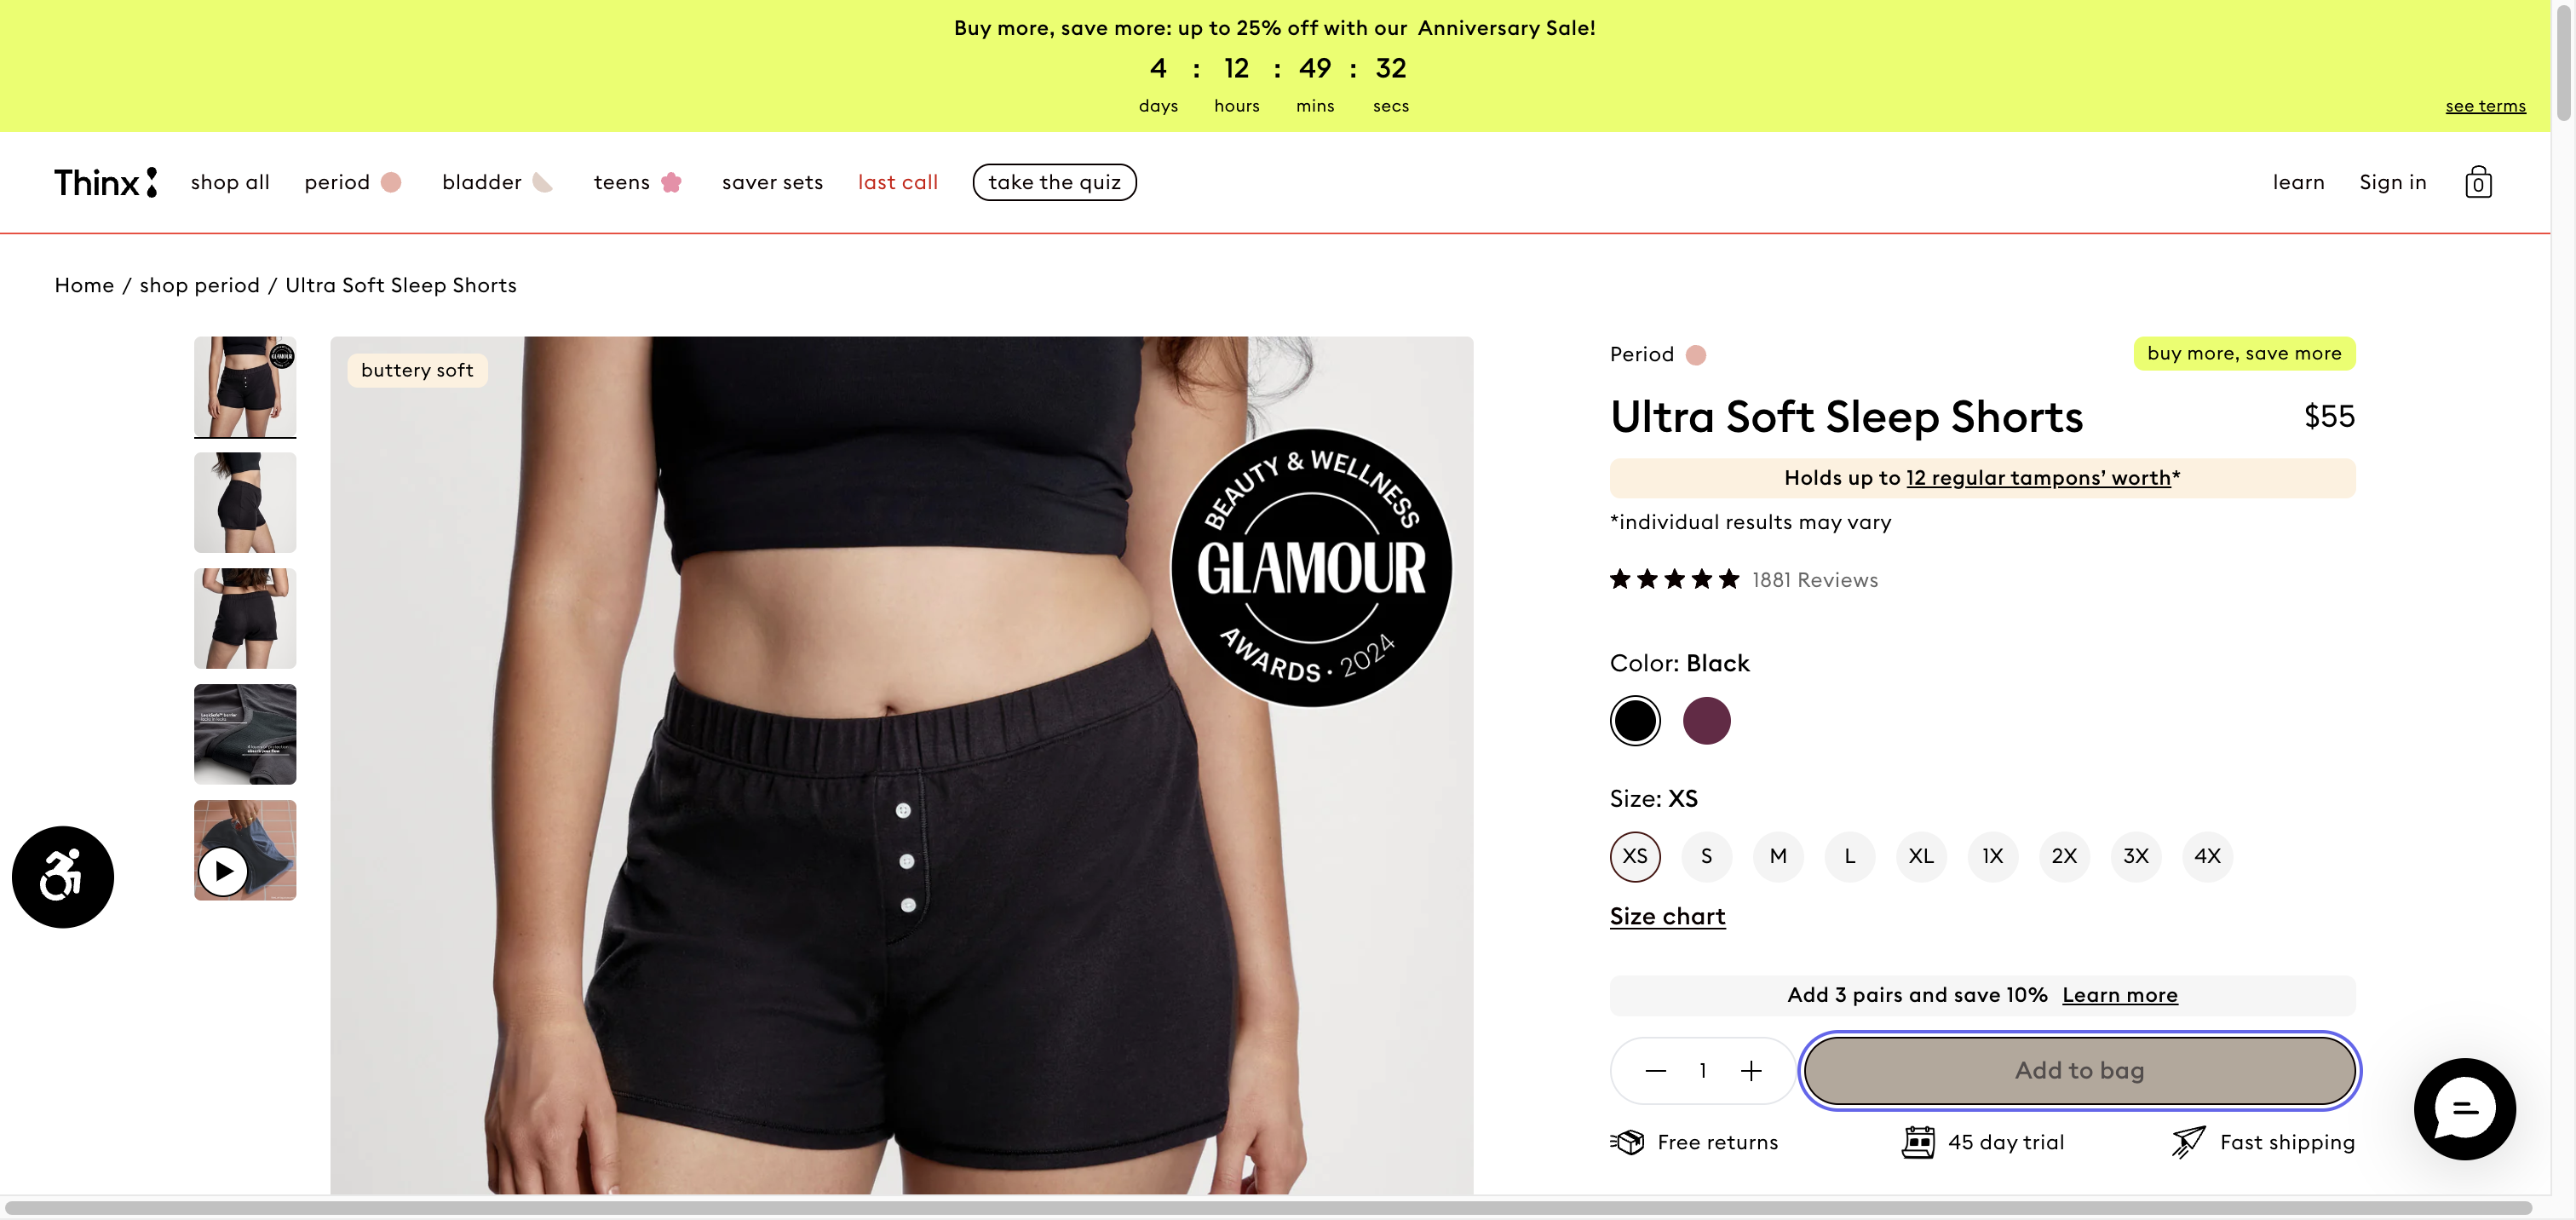 Buy more, save more: up to 25% off with our Anniversary Sale!
4 : 12 : 49 : 32
days hours mins secs
see terms
Thinx
shop all period bladder teens saver sets last call take the quiz
learn Sign in 0
Home / shop period / Ultra Soft Sleep Shorts
buttery soft
BEAUTY & WELLNESS
GLAMOUR
AWARDS · 2024
GLAMOUR
Period
buy more, save more
Ultra Soft Sleep Shorts
$55
Holds up to 12 regular tampons’ worth*
*individual results may vary
1881 Reviews
Color: Black
Size: XS
XS S M L XL 1X 2X 3X 4X
Size chart
Add 3 pairs and save 10% Learn more
1
Add to bag
Free returns 45 day trial Fast shipping